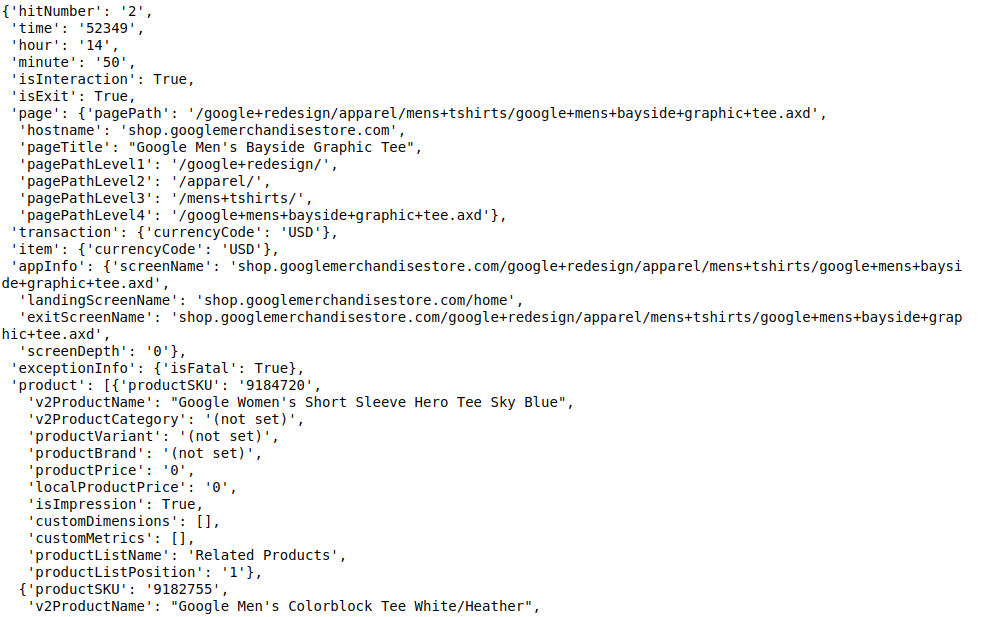 {'hitNumber': '2',
 'time': '52349',
 'hour': '14',
 'minute': '50',
 'isInteraction': True,
 'isExit': True,
 'page': {'pagePath': '/google+redesign/apparel/mens+tshirts/google+mens+bayside+graphic+tee.axd',
  'hostname': 'shop.googlemerchandisestore.com',
  'pageTitle': "Google Men's Bayside Graphic Tee",
  'pagePathLevel1': '/google+redesign/',
  'pagePathLevel2': '/apparel/',
  'pagePathLevel3': '/mens+tshirts/',
  'pagePathLevel4': '/google+mens+bayside+graphic+tee.axd'},
 'transaction': {'currencyCode': 'USD'},
 'item': {'currencyCode': 'USD'},
 'appInfo': {'screenName': 'shop.googlemerchandisestore.com/google+redesign/apparel/mens+tshirts/google+mens+baysi
de+graphic+tee.axd',
  'landingScreenName': 'shop.googlemerchandisestore.com/home',
  'exitScreenName': 'shop.googlemerchandisestore.com/google+redesign/apparel/mens+tshirts/google+mens+bayside+grap
hic+tee.axd',
  'screenDepth': '0'},
 'exceptionInfo': {'isFatal': True},
 'product': [{'productSKU': '9184720',
   'v2ProductName': "Google Women's Short Sleeve Hero Tee Sky Blue",
   'v2ProductCategory': '(not set)',
   'productVariant': '(not set)',
   'productBrand': '(not set)',
   'productPrice': '0',
   'localProductPrice': '0',
   'isImpression': True,
   'customDimensions': [],
   'customMetrics': [],
   'productListName': 'Related Products',
   'productListPosition': '1'},
  {'productSKU': '9182755',
   'v2ProductName': "Google Men's Colorblock Tee White/Heather",